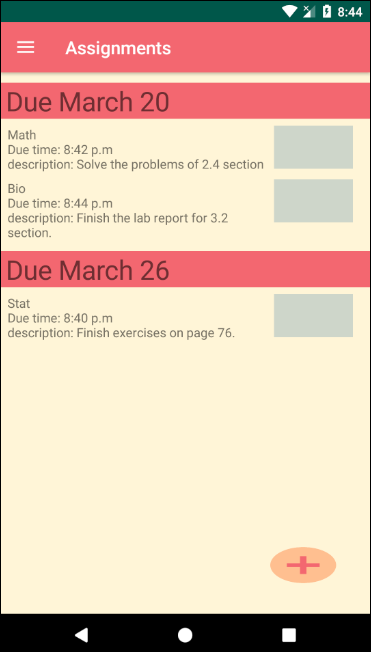 8:44
Assignments
Due March 20
Math
Due time: 8:42 p.m
description: Solve the problems of 2.4 section
Bio
Due time: 8:44 p.m
description: Finish the lab report for 3.2
section.
Due March 26
Stat
Due time: 8:40 p.m
description: Finish exercises on page 76.